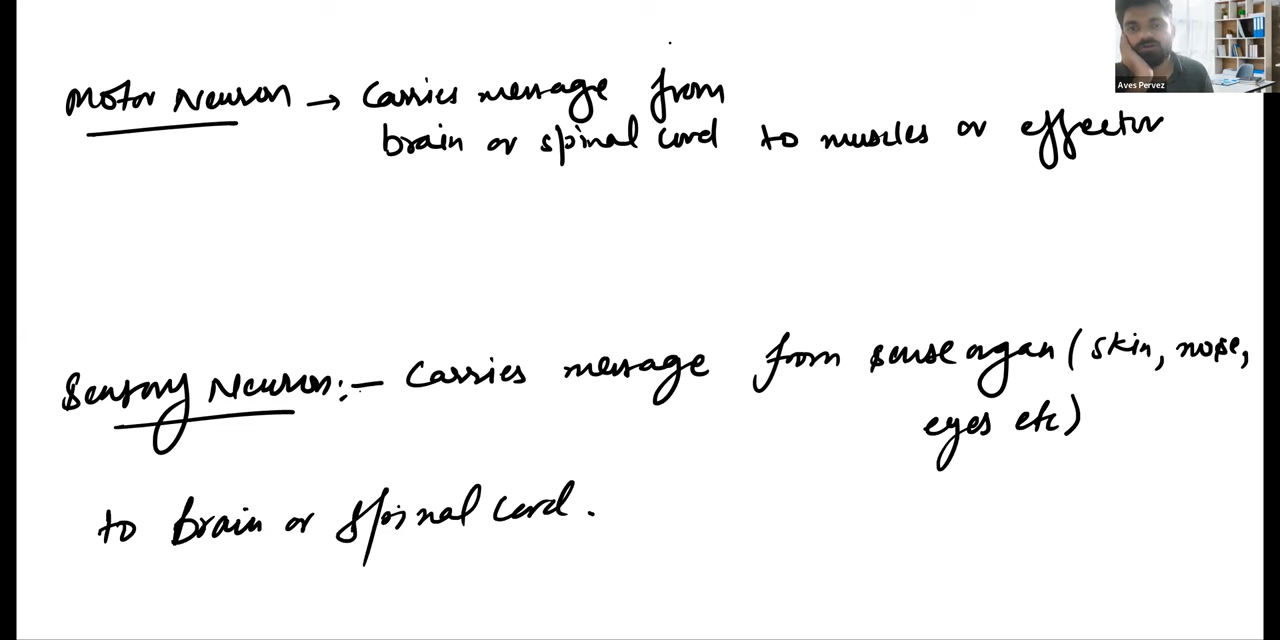 Aves Pervez
Motor Neuron → Carries message from
brain or spinal cord to muscles or effector
Sensory Neuron:— Carries message from sense organ (skin, nose,
eyes etc)
to brain or spinal cord.